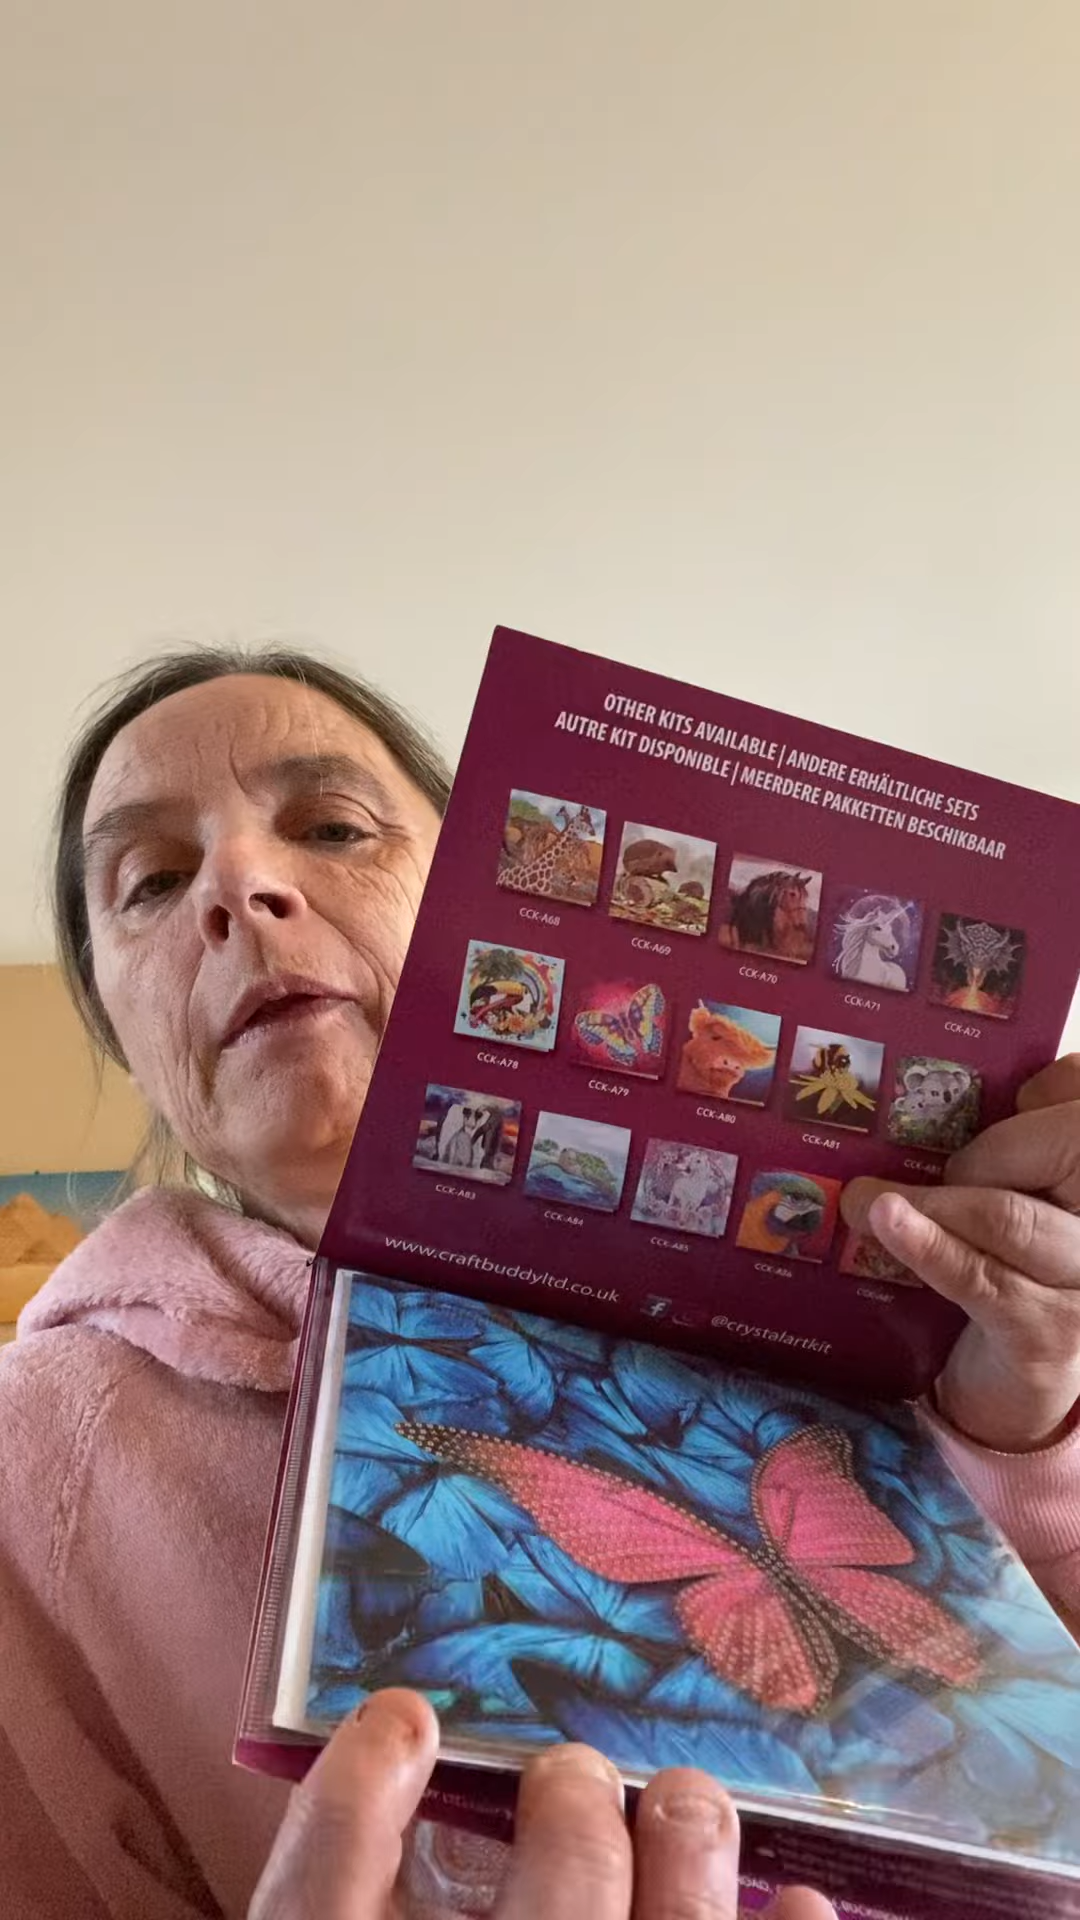 OTHER KITS AVAILABLE | ANDERE ERHÄLTLICHE SETS
AUTRE KIT DISPONIBLE | MEERDERE PAKKETTEN BESCHIKBAAR
CCK-A68
CCK-A69
CCK-A70
CCK-A71
CCK-A72
CCK-A78
CCK-A79
CCK-A80
CCK-A81
CCK-A83
CCK-A84
CCK-A85
CCK-A86
www.craftbuddyltd.co.uk
f
@crystalartkit